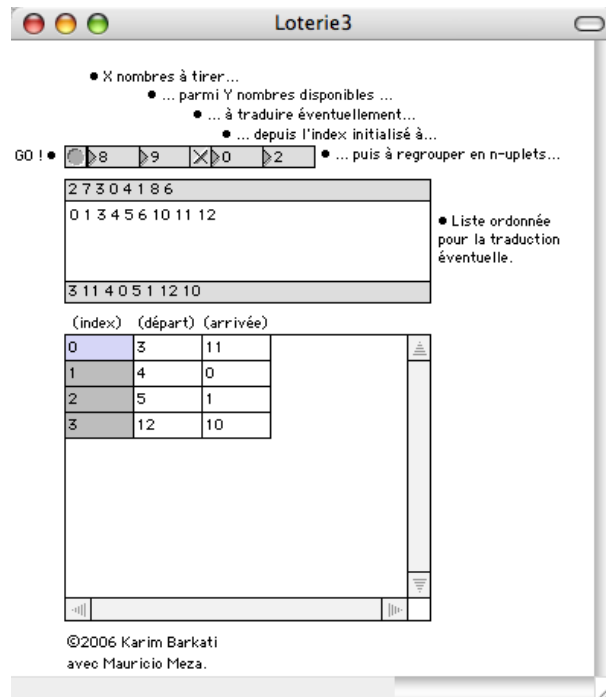 Loterie3
● X nombres à tirer...
● ... parmi Y nombres disponibles ...
● ... à traduire éventuellement...
● ... depuis l'index initialisé à...
GO ! ● 8 9 0 2 ● ... puis à regrouper en n-uplets...
2 7 3 0 4 1 8 6
0 1 3 4 5 6 10 11 12
● Liste ordonnée
pour la traduction
éventuelle.
3 11 4 0 5 1 12 10
(index) (départ) (arrivée)
0 3 11
1 4 0
2 5 1
3 12 10
©2006 Karim Barkati
avec Mauricio Meza.